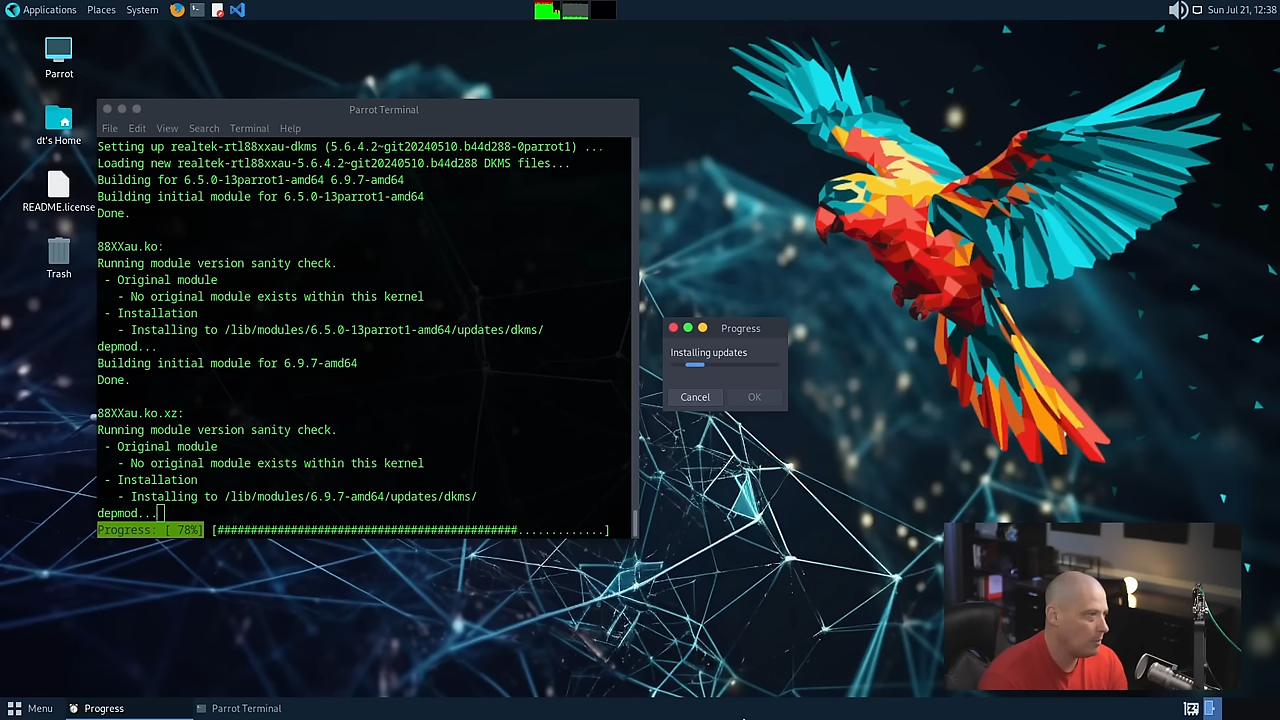 Applications Places System
Sun Jul 21, 12:38
Parrot
dt's Home
README.license
Trash
Parrot Terminal
File Edit View Search Terminal Help
Setting up realtek-rtl88xxau-dkms (5.6.4.2~git20240510.b44d288-0parrot1) ...
Loading new realtek-rtl88xxau-5.6.4.2~git20240510.b44d288 DKMS files...
Building for 6.5.0-13parrot1-amd64 6.9.7-amd64
Building initial module for 6.5.0-13parrot1-amd64
Done.
88XXau.ko:
Running module version sanity check.
- Original module
- No original module exists within this kernel
- Installation
- Installing to /lib/modules/6.5.0-13parrot1-amd64/updates/dkms/
depmod...
Building initial module for 6.9.7-amd64
Done.
88XXau.ko.xz:
Running module version sanity check.
- Original module
- No original module exists within this kernel
- Installation
- Installing to /lib/modules/6.9.7-amd64/updates/dkms/
depmod...
Progress: [ 78%] [#############################################.............]
Progress
Installing updates
Cancel OK
Menu Progress Parrot Terminal